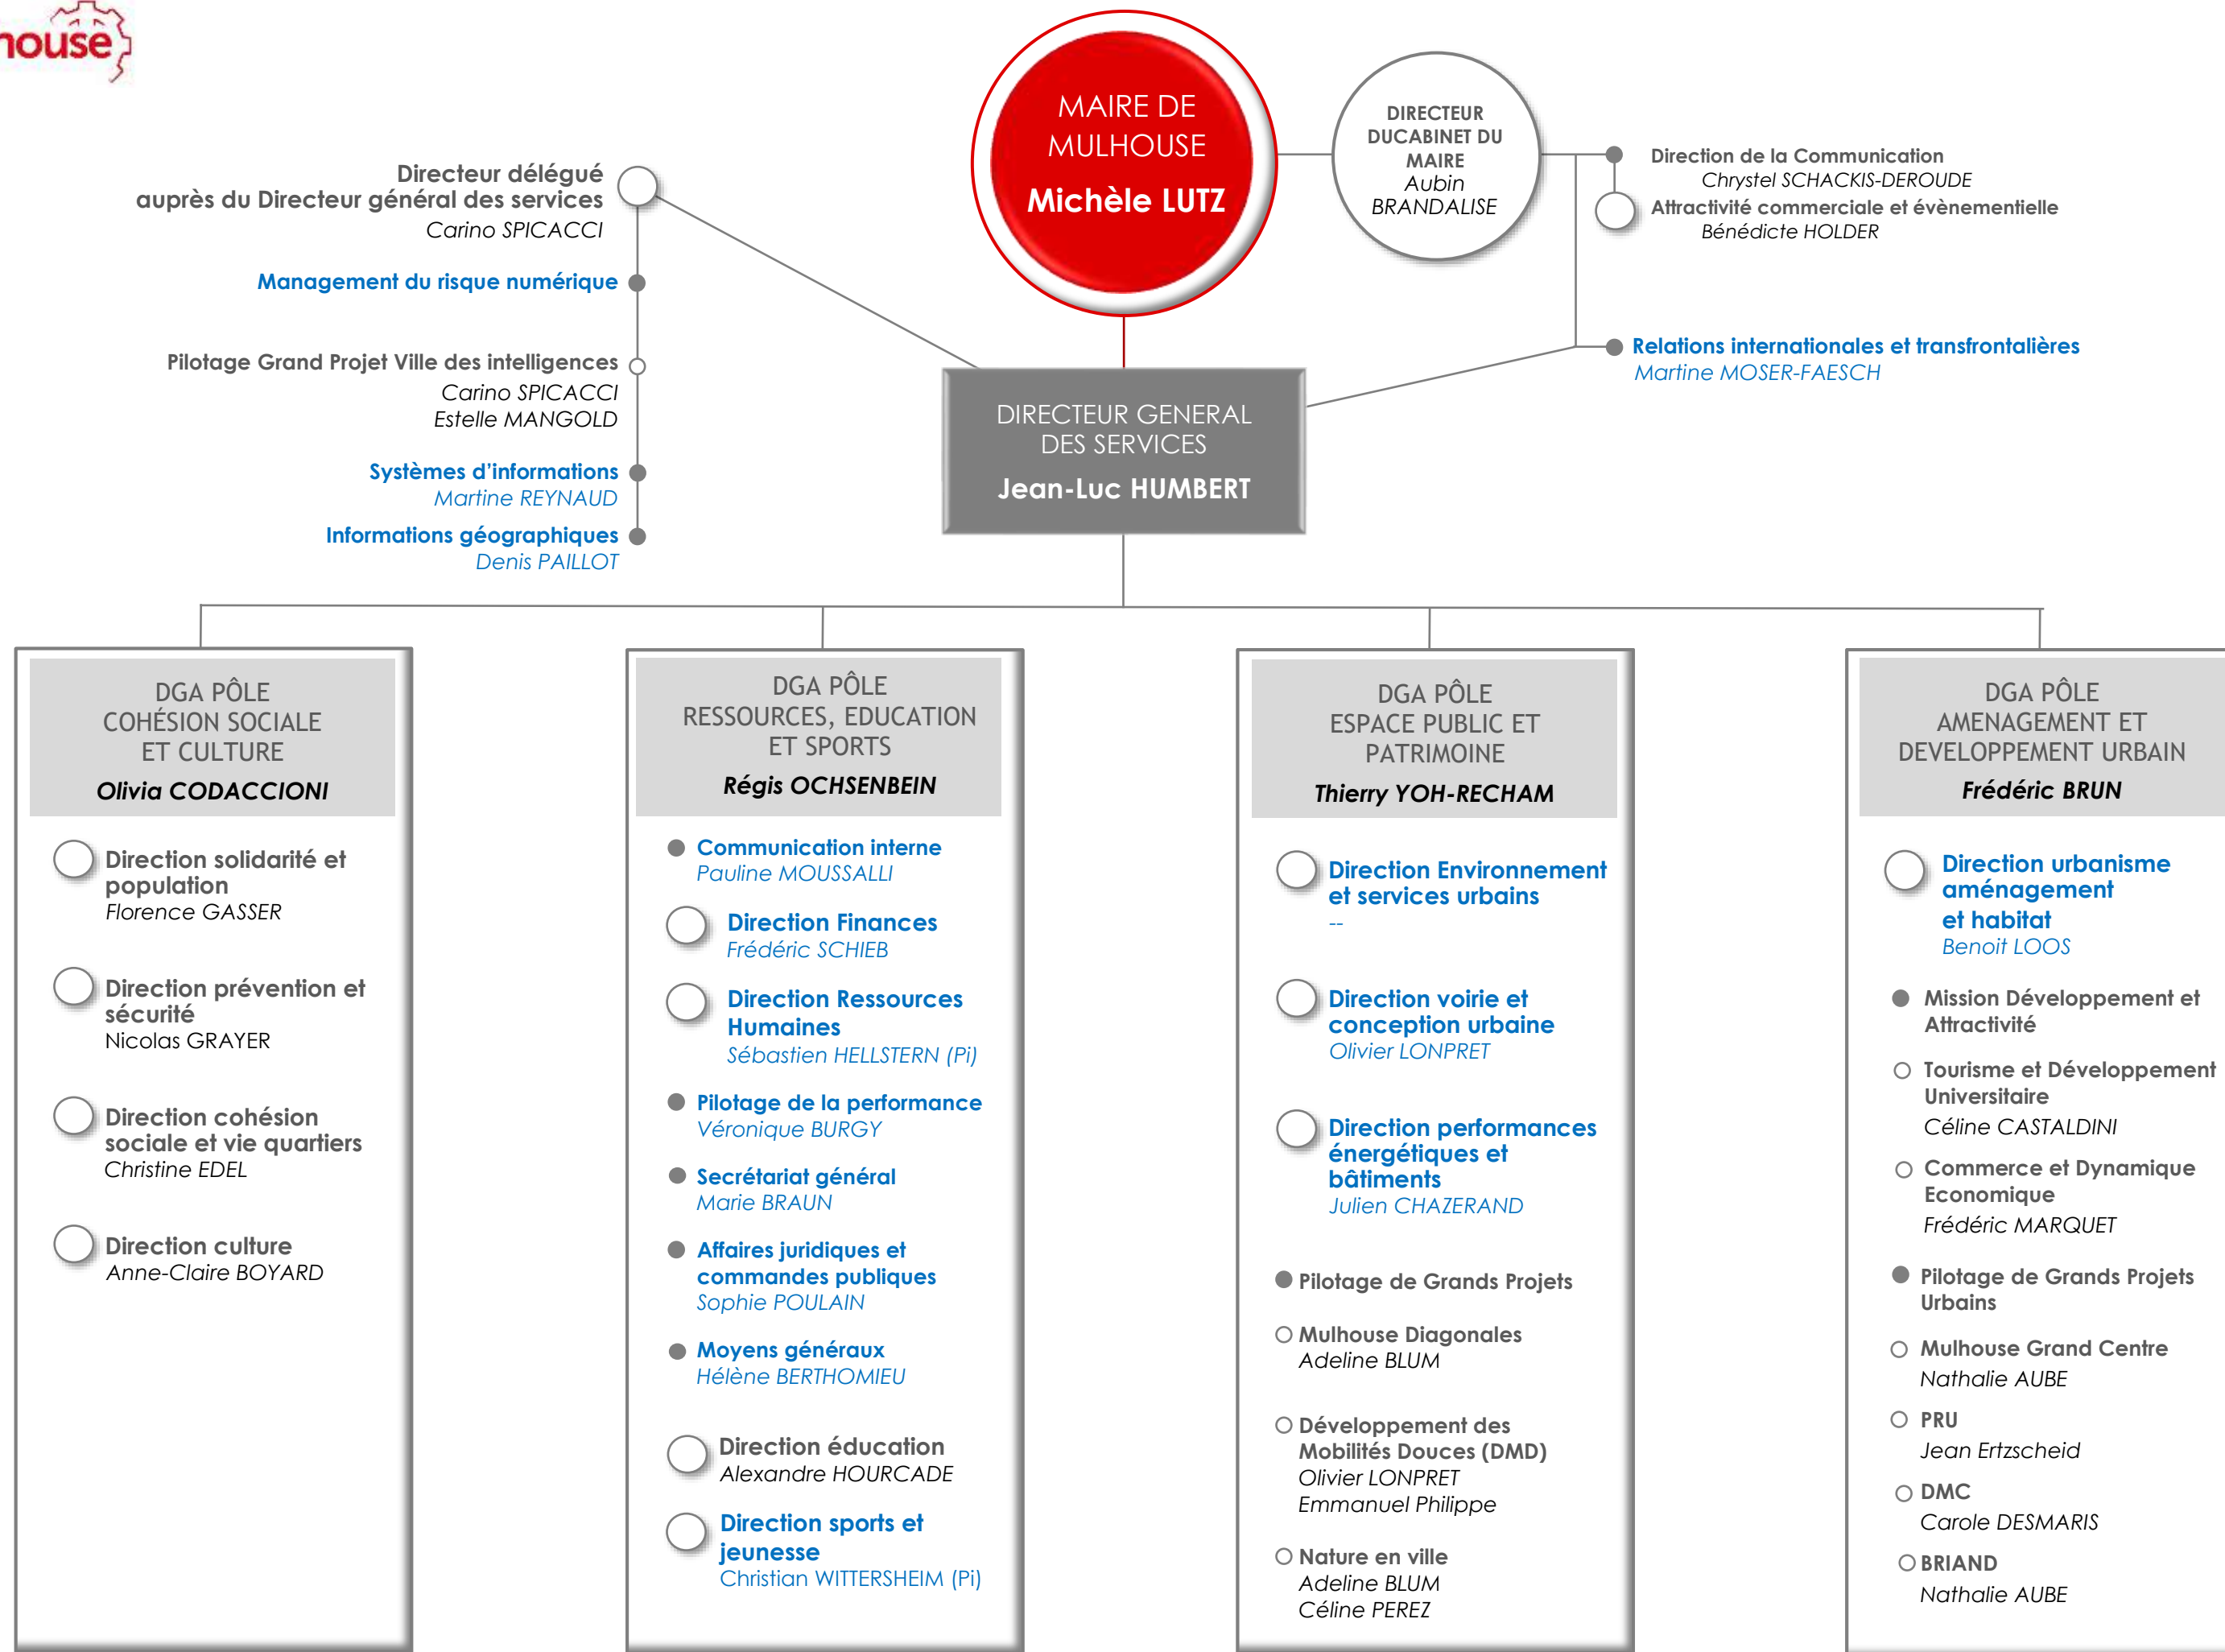 house
MAIRE DE
MULHOUSE
Michèle LUTZ
DIRECTEUR
DUCABINET DU
MAIRE
Aubin
BRANDALISE
Direction de la Communication
Chrystel SCHACKIS-DEROUDE
Attractivité commerciale et évènementielle
Bénédicte HOLDER
Relations internationales et transfrontalières
Martine MOSER-FAESCH
Directeur délégué
auprès du Directeur général des services
Carino SPICACCI
Management du risque numérique
Pilotage Grand Projet Ville des intelligences
Carino SPICACCI
Estelle MANGOLD
Systèmes d’informations
Martine REYNAUD
Informations géographiques
Denis PAILLOT
DIRECTEUR GENERAL
DES SERVICES
Jean-Luc HUMBERT
DGA PÔLE
COHÉSION SOCIALE
ET CULTURE
Olivia CODACCIONI
Direction solidarité et
population
Florence GASSER
Direction prévention et
sécurité
Nicolas GRAYER
Direction cohésion
sociale et vie quartiers
Christine EDEL
Direction culture
Anne-Claire BOYARD
DGA PÔLE
RESSOURCES, EDUCATION
ET SPORTS
Régis OCHSENBEIN
Communication interne
Pauline MOUSSALLI
Direction Finances
Frédéric SCHIEB
Direction Ressources
Humaines
Sébastien HELLSTERN (Pi)
Pilotage de la performance
Véronique BURGY
Secrétariat général
Marie BRAUN
Affaires juridiques et
commandes publiques
Sophie POULAIN
Moyens généraux
Hélène BERTHOMIEU
Direction éducation
Alexandre HOURCADE
Direction sports et
jeunesse
Christian WITTERSHEIM (Pi)
DGA PÔLE
ESPACE PUBLIC ET
PATRIMOINE
Thierry YOH-RECHAM
Direction Environnement
et services urbains
--
Direction voirie et
conception urbaine
Olivier LONPRET
Direction performances
énergétiques et
bâtiments
Julien CHAZERAND
Pilotage de Grands Projets
Mulhouse Diagonales
Adeline BLUM
Développement des
Mobilités Douces (DMD)
Olivier LONPRET
Emmanuel Philippe
Nature en ville
Adeline BLUM
Céline PEREZ
DGA PÔLE
AMENAGEMENT ET
DEVELOPPEMENT URBAIN
Frédéric BRUN
Direction urbanisme
aménagement
et habitat
Benoit LOOS
Mission Développement et
Attractivité
Tourisme et Développement
Universitaire
Céline CASTALDINI
Commerce et Dynamique
Economique
Frédéric MARQUET
Pilotage de Grands Projets
Urbains
Mulhouse Grand Centre
Nathalie AUBE
PRU
Jean Ertzscheid
DMC
Carole DESMARIS
BRIAND
Nathalie AUBE